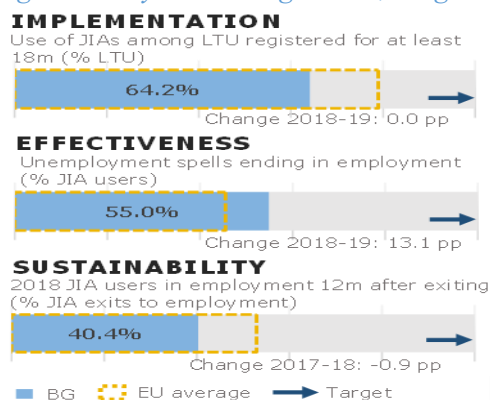 IMPLEMENTATION
Use of JIAs among LTU registered for at least
18m (% LTU)
64.2%
Change 2018-19: 0.0 pp
EFFECTIVENESS
Unemployment spells ending in employment
(% JIA users)
55.0%
Change 2018-19: 13.1 pp
SUSTAINABILITY
2018 JIA users in employment 12m after exiting
(% JIA exits to employment)
40.4%
Change 2017-18: -0.9 pp
BG EU average Target